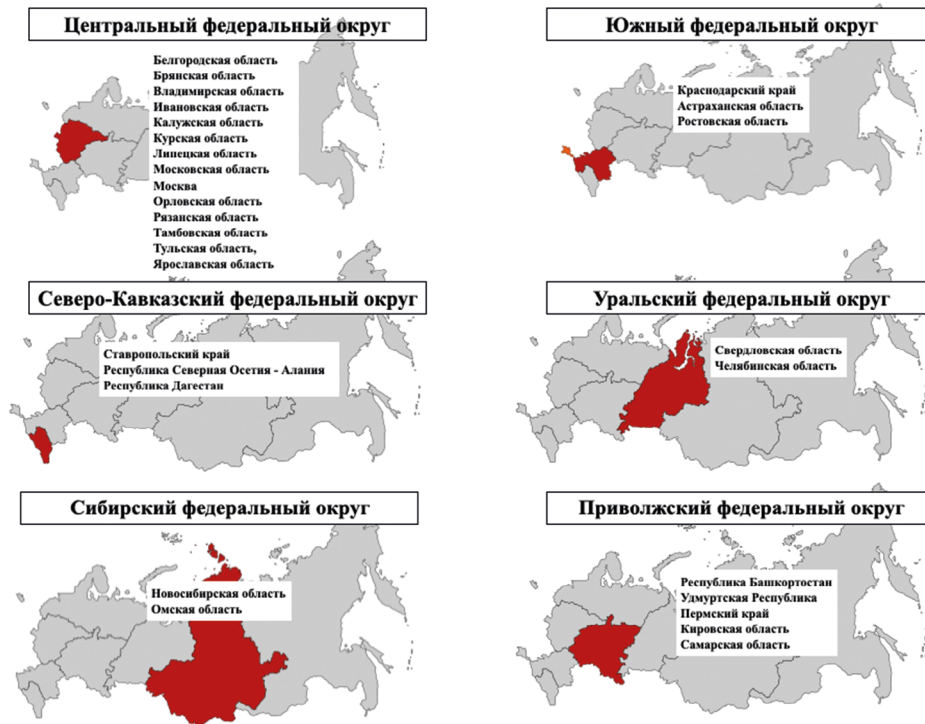 Центральный федеральный округ
Белгородская область
Брянская область
Владимирская область
Ивановская область
Калужская область
Курская область
Липецкая область
Московская область
Москва
Орловская область
Рязанская область
Тамбовская область
Тульская область,
Ярославская область
Южный федеральный округ
Краснодарский край
Астраханская область
Ростовская область
Северо-Кавказский федеральный округ
Ставропольский край
Республика Северная Осетия - Алания
Республика Дагестан
Уральский федеральный округ
Свердловская область
Челябинская область
Сибирский федеральный округ
Новосибирская область
Омская область
Приволжский федеральный округ
Республика Башкортостан
Удмуртская Республика
Пермский край
Кировская область
Самарская область